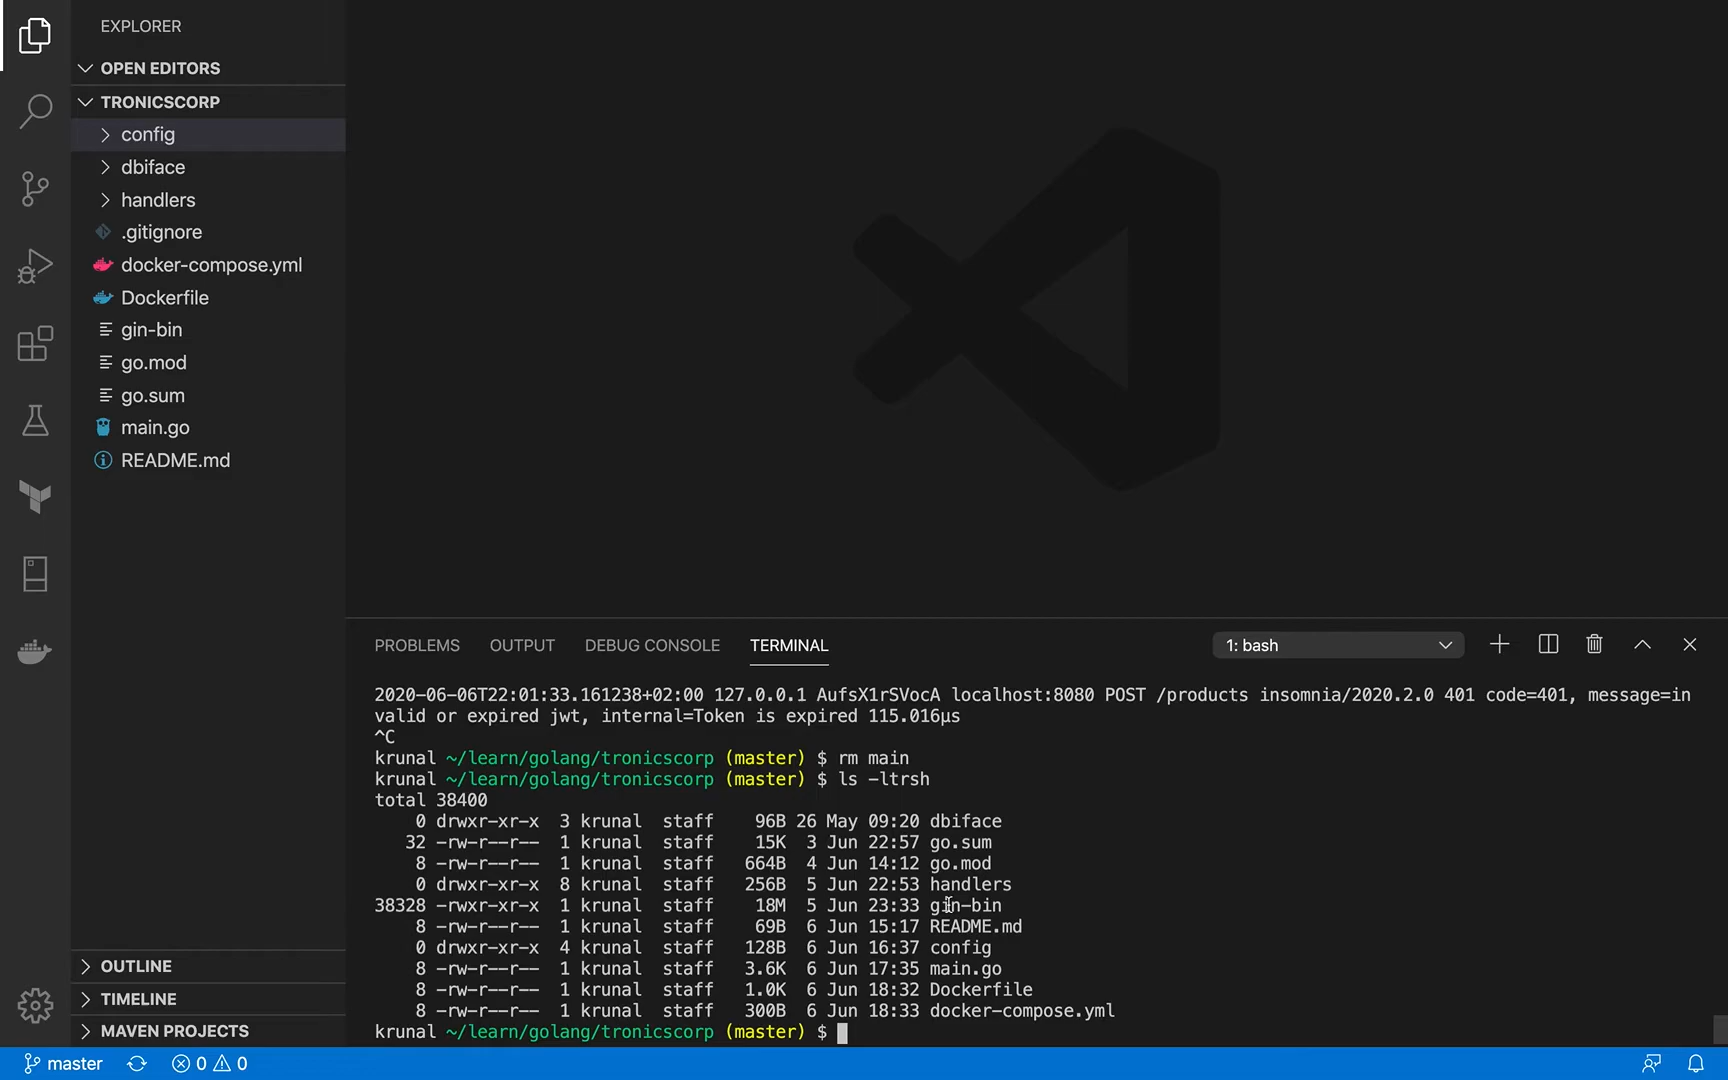 EXPLORER
OPEN EDITORS
TRONICSCORP
config
dbiface
handlers
.gitignore
docker-compose.yml
Dockerfile
gin-bin
go.mod
go.sum
main.go
README.md
OUTLINE
TIMELINE
MAVEN PROJECTS
PROBLEMS OUTPUT DEBUG CONSOLE TERMINAL 1: bash
2020-06-06T22:01:33.161238+02:00 127.0.0.1 AufsX1rSVocA localhost:8080 POST /products insomnia/2020.2.0 401 code=401, message=in
valid or expired jwt, internal=Token is expired 115.016µs
^C
krunal ~/learn/golang/tronicscorp (master) $ rm main
krunal ~/learn/golang/tronicscorp (master) $ ls -ltrsh
total 38400
0 drwxr-xr-x 3 krunal staff 96B 26 May 09:20 dbiface
32 -rw-r--r-- 1 krunal staff 15K 3 Jun 22:57 go.sum
8 -rw-r--r-- 1 krunal staff 664B 4 Jun 14:12 go.mod
0 drwxr-xr-x 8 krunal staff 256B 5 Jun 22:53 handlers
38328 -rwxr-xr-x 1 krunal staff 18M 5 Jun 23:33 gin-bin
8 -rw-r--r-- 1 krunal staff 69B 6 Jun 15:17 README.md
0 drwxr-xr-x 4 krunal staff 128B 6 Jun 16:37 config
8 -rw-r--r-- 1 krunal staff 3.6K 6 Jun 17:35 main.go
8 -rw-r--r-- 1 krunal staff 1.0K 6 Jun 18:32 Dockerfile
8 -rw-r--r-- 1 krunal staff 300B 6 Jun 18:33 docker-compose.yml
krunal ~/learn/golang/tronicscorp (master) $
master 0 0